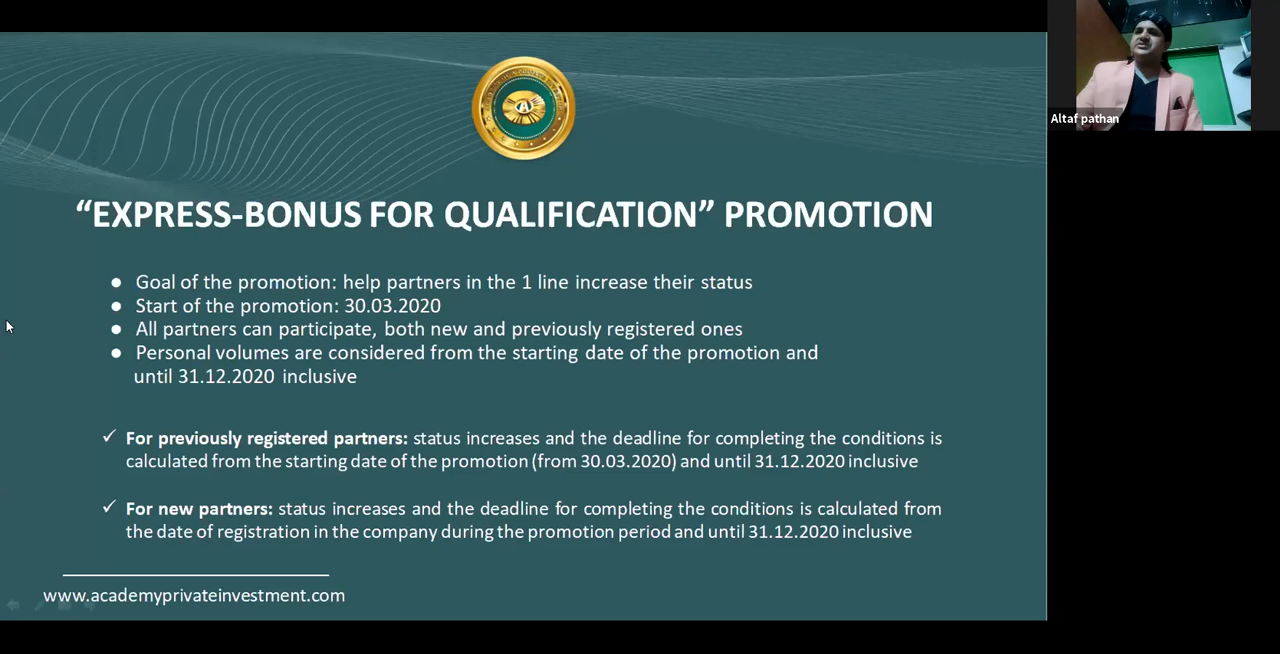 “EXPRESS-BONUS FOR QUALIFICATION” PROMOTION
● Goal of the promotion: help partners in the 1 line increase their status
● Start of the promotion: 30.03.2020
● All partners can participate, both new and previously registered ones
● Personal volumes are considered from the starting date of the promotion and
until 31.12.2020 inclusive
✓ For previously registered partners: status increases and the deadline for completing the conditions is
calculated from the starting date of the promotion (from 30.03.2020) and until 31.12.2020 inclusive
✓ For new partners: status increases and the deadline for completing the conditions is calculated from
the date of registration in the company during the promotion period and until 31.12.2020 inclusive
www.academyprivateinvestment.com
Altaf pathan